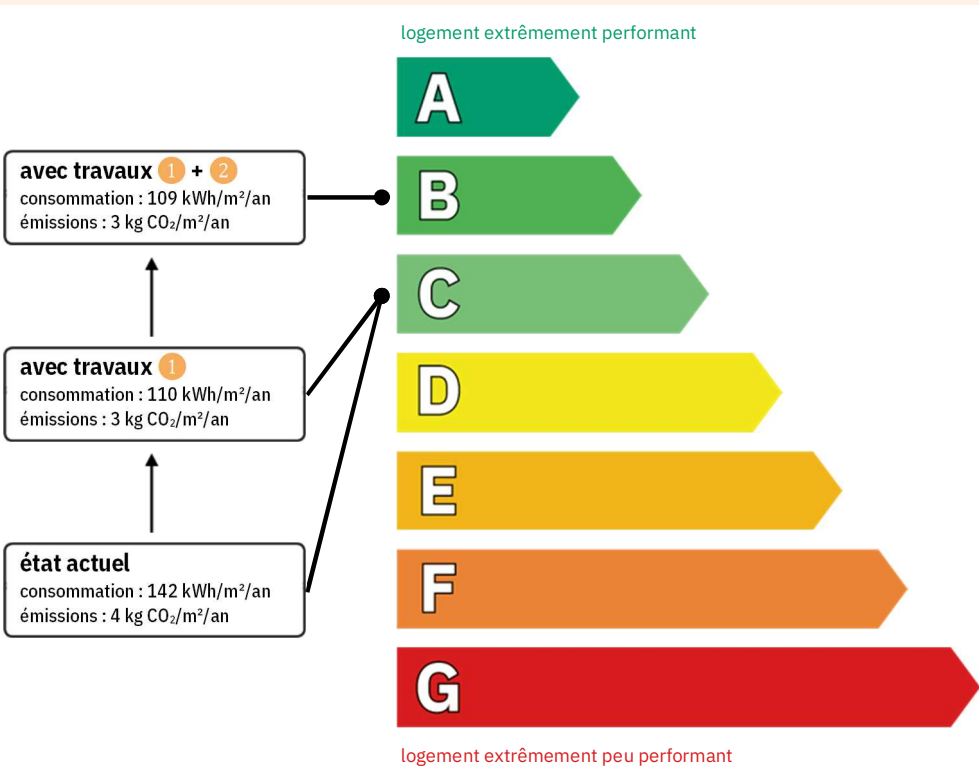 logement extrêmement performant
A
avec travaux 1 + 2
consommation : 109 kWh/m²/an
émissions : 3 kg CO₂/m²/an
B
C
avec travaux 1
consommation : 110 kWh/m²/an
émissions : 3 kg CO₂/m²/an
D
E
état actuel
consommation : 142 kWh/m²/an
émissions : 4 kg CO₂/m²/an
F
G
logement extrêmement peu performant